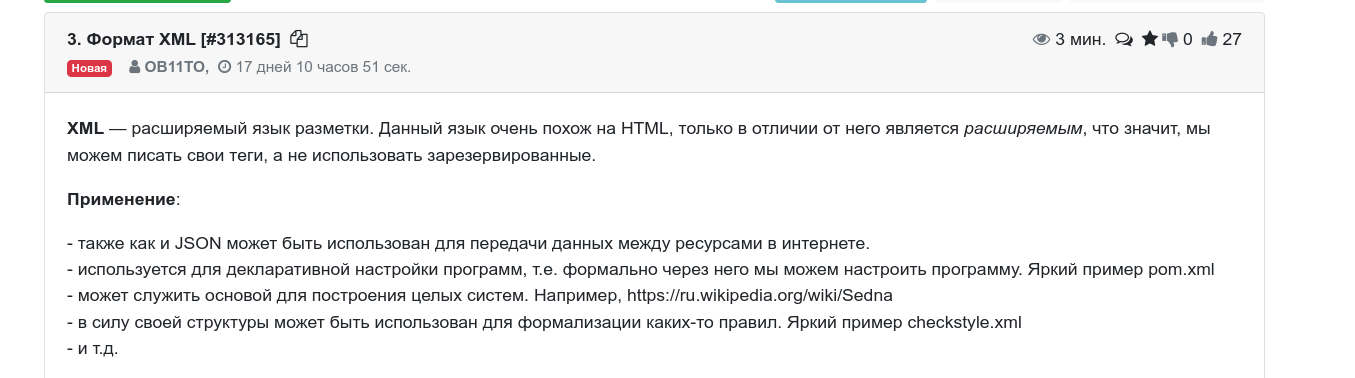 3. Формат XML [#313165]
3 мин. 0 27
Новая OB11TO, 17 дней 10 часов 51 сек.
XML — расширяемый язык разметки. Данный язык очень похож на HTML, только в отличии от него является расширяемым, что значит, мы
можем писать свои теги, а не использовать зарезервированные.
Применение:
- также как и JSON может быть использован для передачи данных между ресурсами в интернете.
- используется для декларативной настройки программ, т.е. формально через него мы можем настроить программу. Яркий пример pom.xml
- может служить основой для построения целых систем. Например, https://ru.wikipedia.org/wiki/Sedna
- в силу своей структуры может быть использован для формализации каких-то правил. Яркий пример checkstyle.xml
- и т.д.